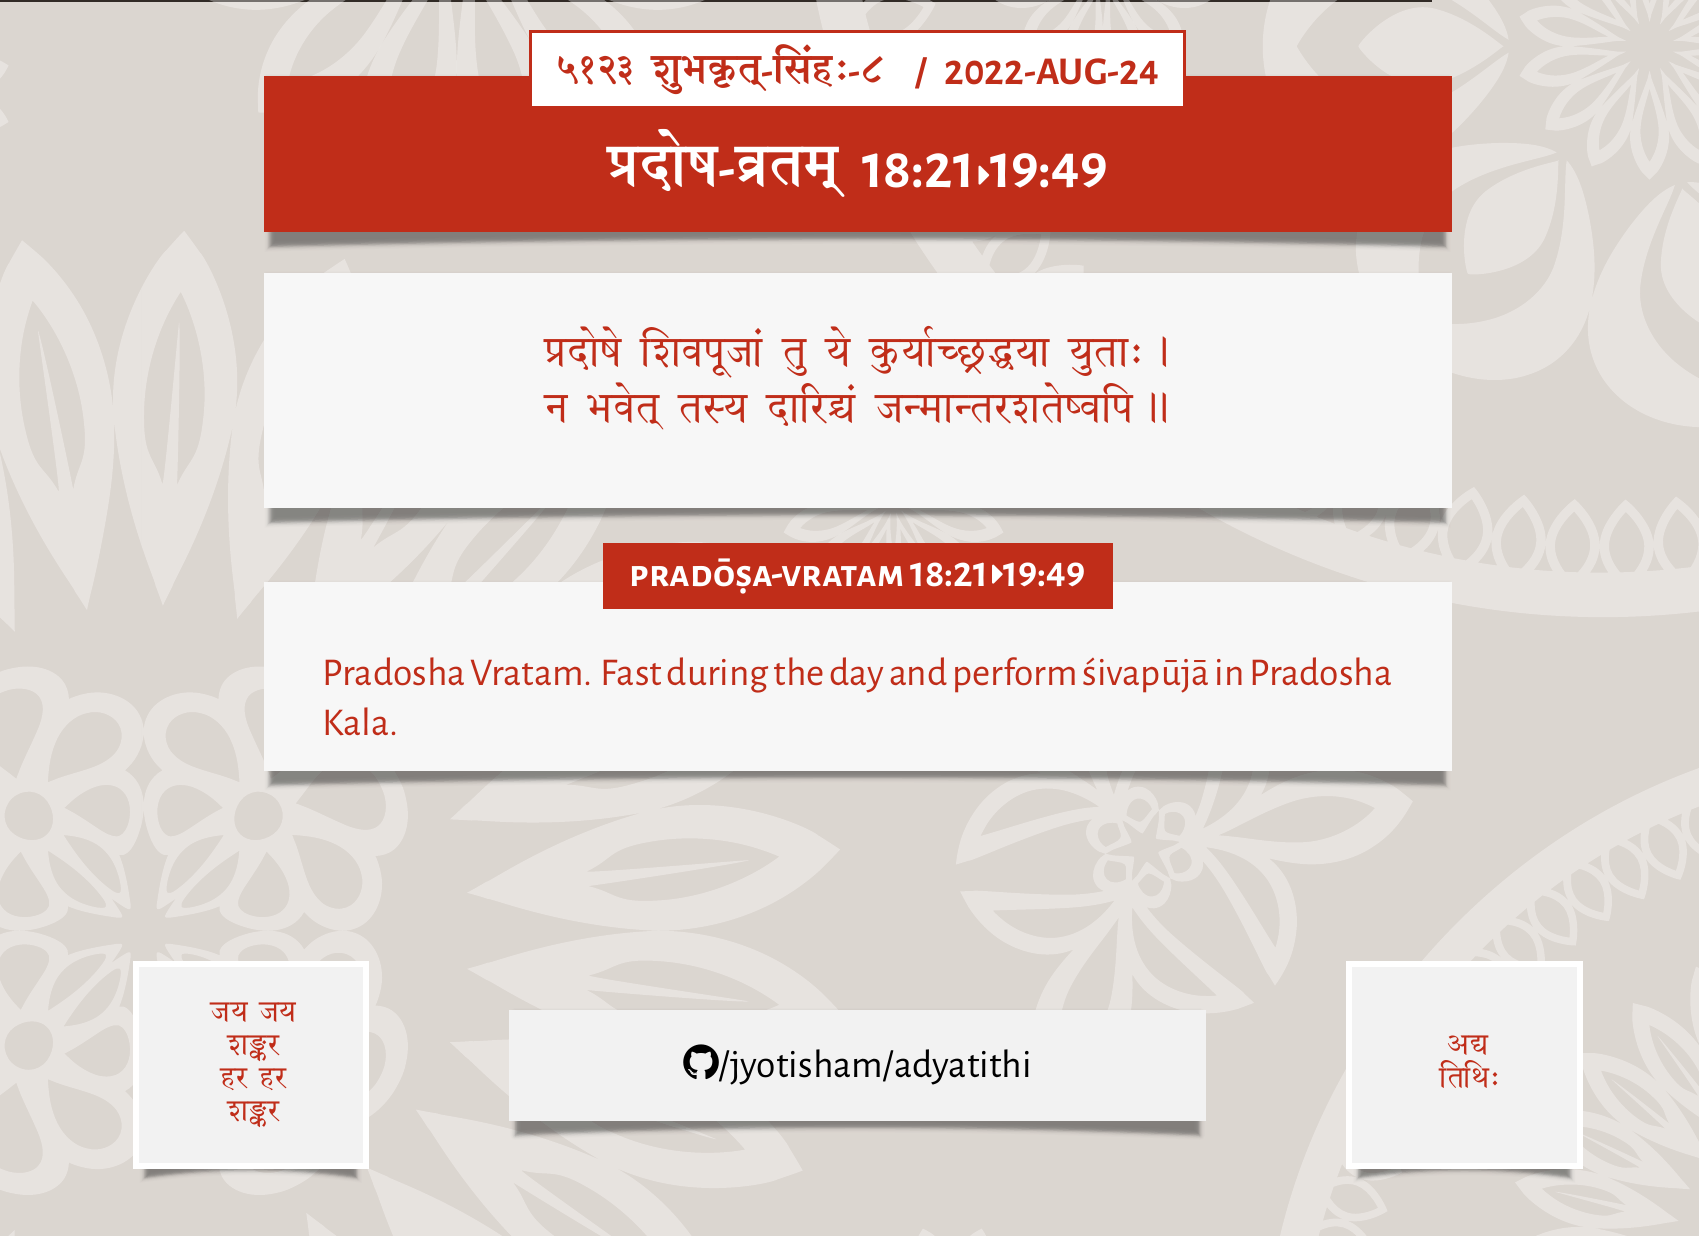 ५१२३ शुभकृत्-सिंहः-८ / 2022-AUG-24
प्रदोष-व्रतम् 18:21▸19:49
प्रदोषे शिवपूजां तु ये कुर्याच्छ्रद्धया युताः ।
न भवेत् तस्य दारिद्र्यं जन्मान्तरशतेष्वपि ॥
PRADŌṢA-VRATAM 18:21▸19:49
Pradosha Vratam. Fast during the day and perform śivapūjā in Pradosha
Kala.
जय जय
शङ्कर
हर हर
शङ्कर
/jyotisham/adyatithi
अद्य
तिथिः